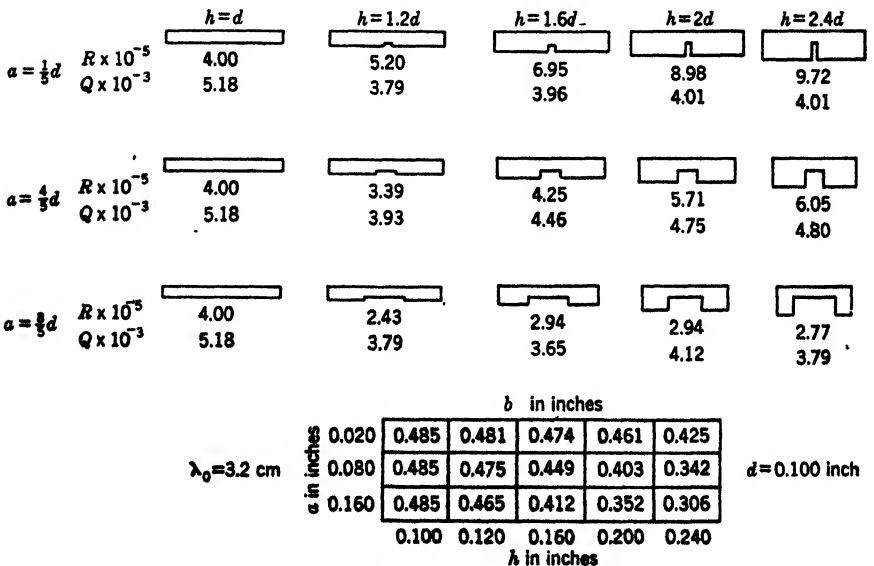 h=d h=1.2d h=1.6d h=2d h=2.4d
a=⅕d R x 10⁻⁵ 4.00 5.20 6.95 8.98 9.72
Q x 10⁻³ 5.18 3.79 3.96 4.01 4.01
a=⅘d R x 10⁻⁵ 4.00 3.39 4.25 5.71 6.05
Q x 10⁻³ 5.18 3.93 4.46 4.75 4.80
a=8/5d R x 10⁻⁵ 4.00 2.43 2.94 2.94 2.77
Q x 10⁻³ 5.18 3.79 3.65 4.12 3.79
b in inches
0.020 0.485 0.481 0.474 0.461 0.425
λ₀=3.2 cm a in inches 0.080 0.485 0.475 0.449 0.403 0.342 d=0.100 inch
0.160 0.485 0.465 0.412 0.352 0.306
0.100 0.120 0.160 0.200 0.240
h in inches